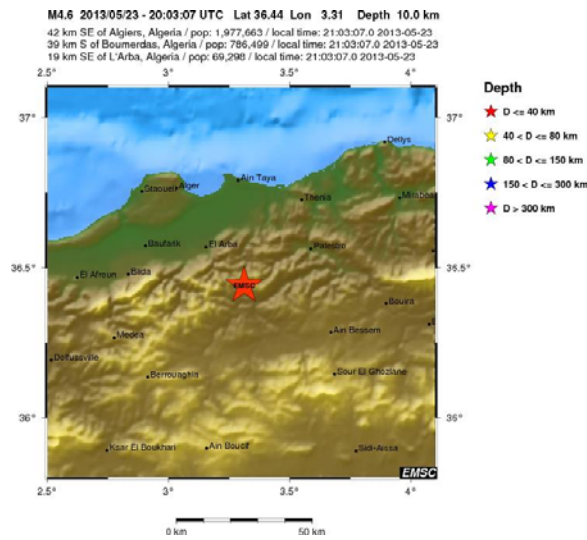 M4.6 2013/05/23 - 20:03:07 UTC Lat 36.44 Lon 3.31 Depth 10.0 km
42 km SE of Algiers, Algeria / pop: 1,977,663 / local time: 21:03:07.0 2013-05-23
39 km S of Boumerdas, Algeria / pop: 786,499 / local time: 21:03:07.0 2013-05-23
19 km SE of L'Arba, Algeria / pop: 69,298 / local time: 21:03:07.0 2013-05-23
2.5° 3° 3.5° 4°
Depth
37° 37°
D <= 40 km
Dellys
40 < D <= 80 km
Ain Taya
80 < D <= 150 km
Staoueli Alger
Thenia
150 < D <= 300 km
D > 300 km
Boufarik
El Arba
Palestro
36.5° 36.5°
El Afroun
Blida
EMSC
Bouira
Medea
Ain Bessem
Berrouaghia
Sour El Ghozlane
36° 36°
Ksar El Boukhari
Ain Boucif
Sidi-Aissa
EMSC
2.5° 3° 3.5° 4°
0 km 50 km